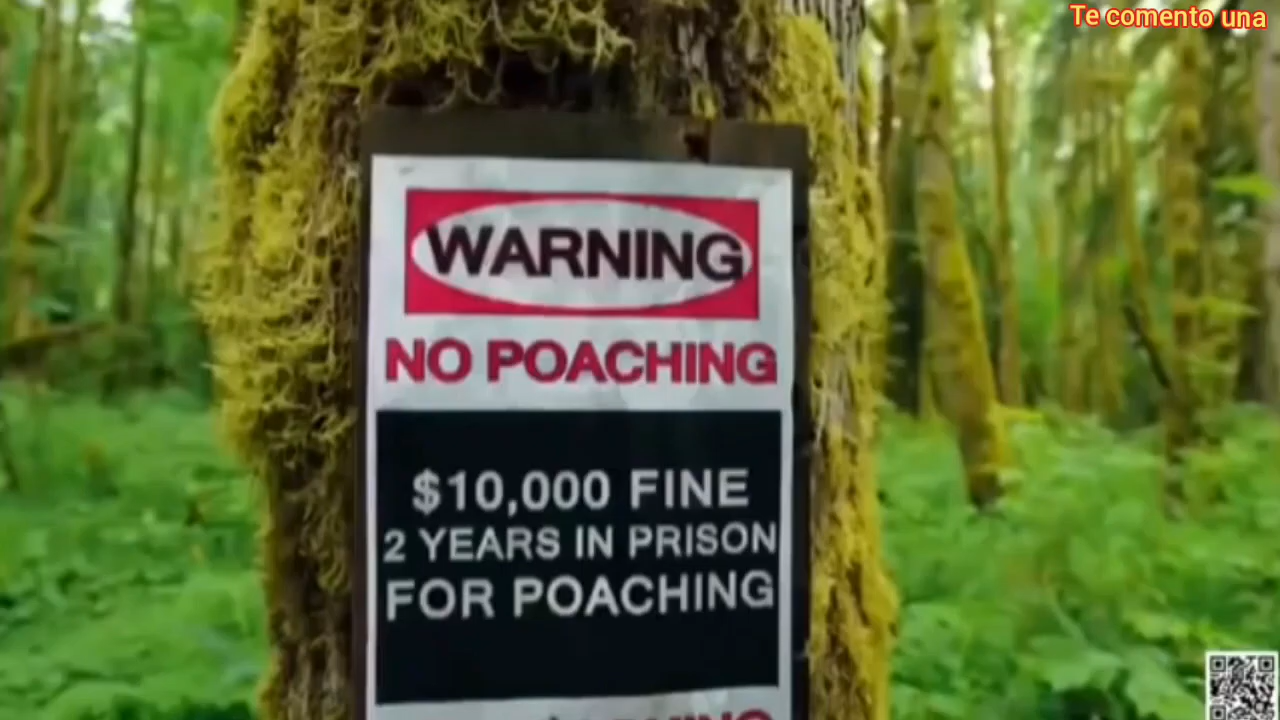 Te comento una
WARNING
NO POACHING
$10,000 FINE
2 YEARS IN PRISON
FOR POACHING